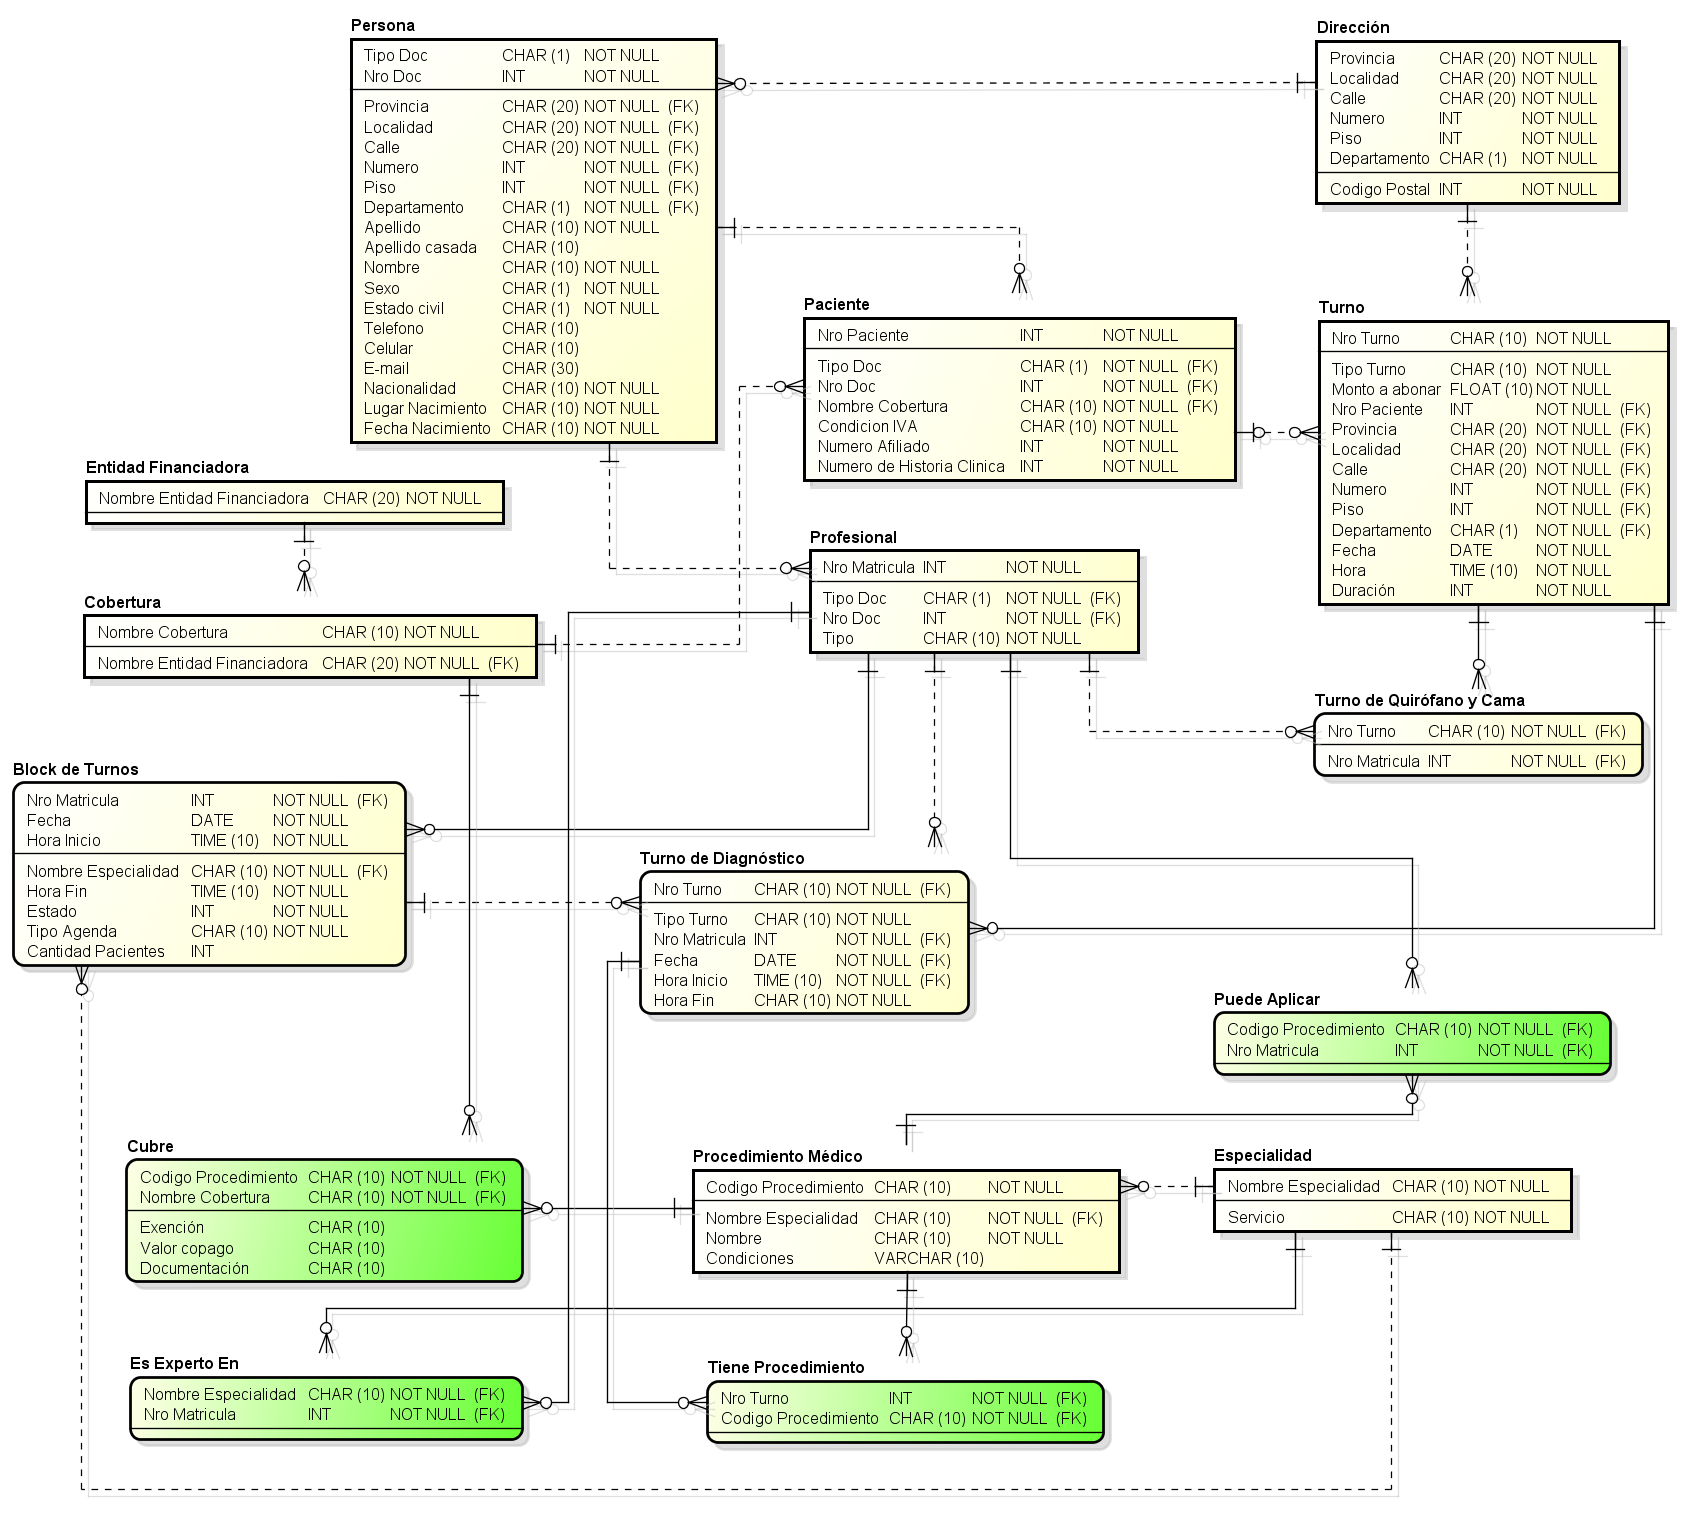 Persona
Tipo Doc CHAR (1) NOT NULL
Nro Doc INT NOT NULL
Provincia CHAR (20) NOT NULL (FK)
Localidad CHAR (20) NOT NULL (FK)
Calle CHAR (20) NOT NULL (FK)
Numero INT NOT NULL (FK)
Piso INT NOT NULL (FK)
Departamento CHAR (1) NOT NULL (FK)
Apellido CHAR (10) NOT NULL
Apellido casada CHAR (10)
Nombre CHAR (10) NOT NULL
Sexo CHAR (1) NOT NULL
Estado civil CHAR (1) NOT NULL
Telefono CHAR (10)
Celular CHAR (10)
E-mail CHAR (30)
Nacionalidad CHAR (10) NOT NULL
Lugar Nacimiento CHAR (10) NOT NULL
Fecha Nacimiento CHAR (10) NOT NULL
Dirección
Provincia CHAR (20) NOT NULL
Localidad CHAR (20) NOT NULL
Calle CHAR (20) NOT NULL
Numero INT NOT NULL
Piso INT NOT NULL
Departamento CHAR (1) NOT NULL
Codigo Postal INT NOT NULL
Paciente
Nro Paciente INT NOT NULL
Tipo Doc CHAR (1) NOT NULL (FK)
Nro Doc INT NOT NULL (FK)
Nombre Cobertura CHAR (10) NOT NULL (FK)
Condicion IVA CHAR (10) NOT NULL
Numero Afiliado INT NOT NULL
Numero de Historia Clinica INT NOT NULL
Turno
Nro Turno CHAR (10) NOT NULL
Tipo Turno CHAR (10) NOT NULL
Monto a abonar FLOAT (10) NOT NULL
Nro Paciente INT NOT NULL (FK)
Provincia CHAR (20) NOT NULL (FK)
Localidad CHAR (20) NOT NULL (FK)
Calle CHAR (20) NOT NULL (FK)
Numero INT NOT NULL (FK)
Piso INT NOT NULL (FK)
Departamento CHAR (1) NOT NULL (FK)
Fecha DATE NOT NULL
Hora TIME (10) NOT NULL
Duración INT NOT NULL
Entidad Financiadora
Nombre Entidad Financiadora CHAR (20) NOT NULL
Cobertura
Nombre Cobertura CHAR (10) NOT NULL
Nombre Entidad Financiadora CHAR (20) NOT NULL (FK)
Profesional
Nro Matricula INT NOT NULL
Tipo Doc CHAR (1) NOT NULL (FK)
Nro Doc INT NOT NULL (FK)
Tipo CHAR (10) NOT NULL
Turno de Quirófano y Cama
Nro Turno CHAR (10) NOT NULL (FK)
Nro Matricula INT NOT NULL (FK)
Block de Turnos
Nro Matricula INT NOT NULL (FK)
Fecha DATE NOT NULL
Hora Inicio TIME (10) NOT NULL
Nombre Especialidad CHAR (10) NOT NULL (FK)
Hora Fin TIME (10) NOT NULL
Estado INT NOT NULL
Tipo Agenda CHAR (10) NOT NULL
Cantidad Pacientes INT
Turno de Diagnóstico
Nro Turno CHAR (10) NOT NULL (FK)
Tipo Turno CHAR (10) NOT NULL
Nro Matricula INT NOT NULL (FK)
Fecha DATE NOT NULL (FK)
Hora Inicio TIME (10) NOT NULL (FK)
Hora Fin CHAR (10) NOT NULL
Puede Aplicar
Codigo Procedimiento CHAR (10) NOT NULL (FK)
Nro Matricula INT NOT NULL (FK)
Cubre
Codigo Procedimiento CHAR (10) NOT NULL (FK)
Nombre Cobertura CHAR (10) NOT NULL (FK)
Exención CHAR (10)
Valor copago CHAR (10)
Documentación CHAR (10)
Procedimiento Médico
Codigo Procedimiento CHAR (10) NOT NULL
Nombre Especialidad CHAR (10) NOT NULL (FK)
Nombre CHAR (10) NOT NULL
Condiciones VARCHAR (10)
Especialidad
Nombre Especialidad CHAR (10) NOT NULL
Servicio CHAR (10) NOT NULL
Es Experto En
Nombre Especialidad CHAR (10) NOT NULL (FK)
Nro Matricula INT NOT NULL (FK)
Tiene Procedimiento
Nro Turno INT NOT NULL (FK)
Codigo Procedimiento CHAR (10) NOT NULL (FK)